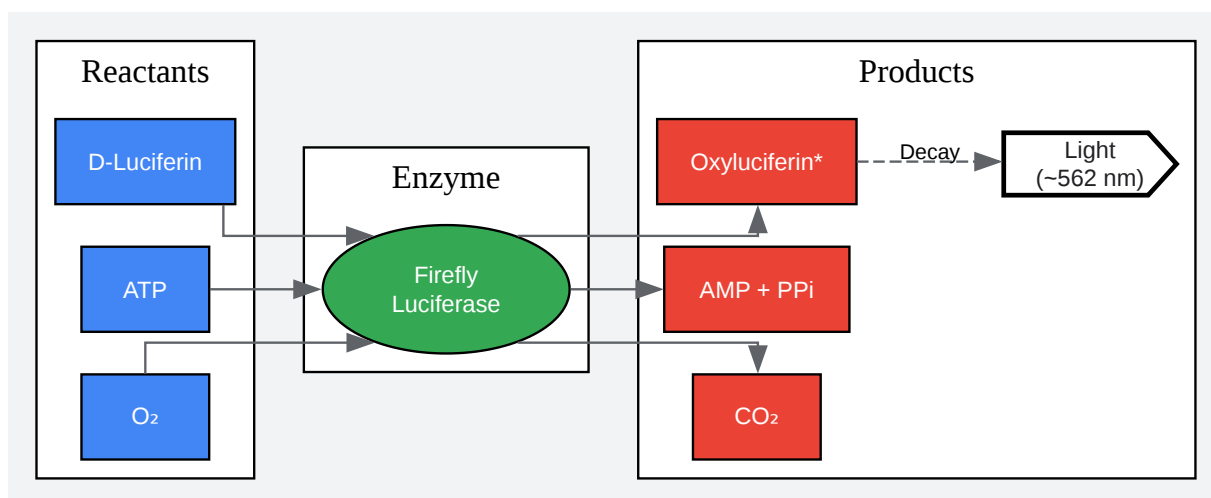 Reactants
D-Luciferin
ATP
O₂
Enzyme
Firefly
Luciferase
Products
Oxyluciferin*
Decay
Light
(~562 nm)
AMP + PPi
CO₂